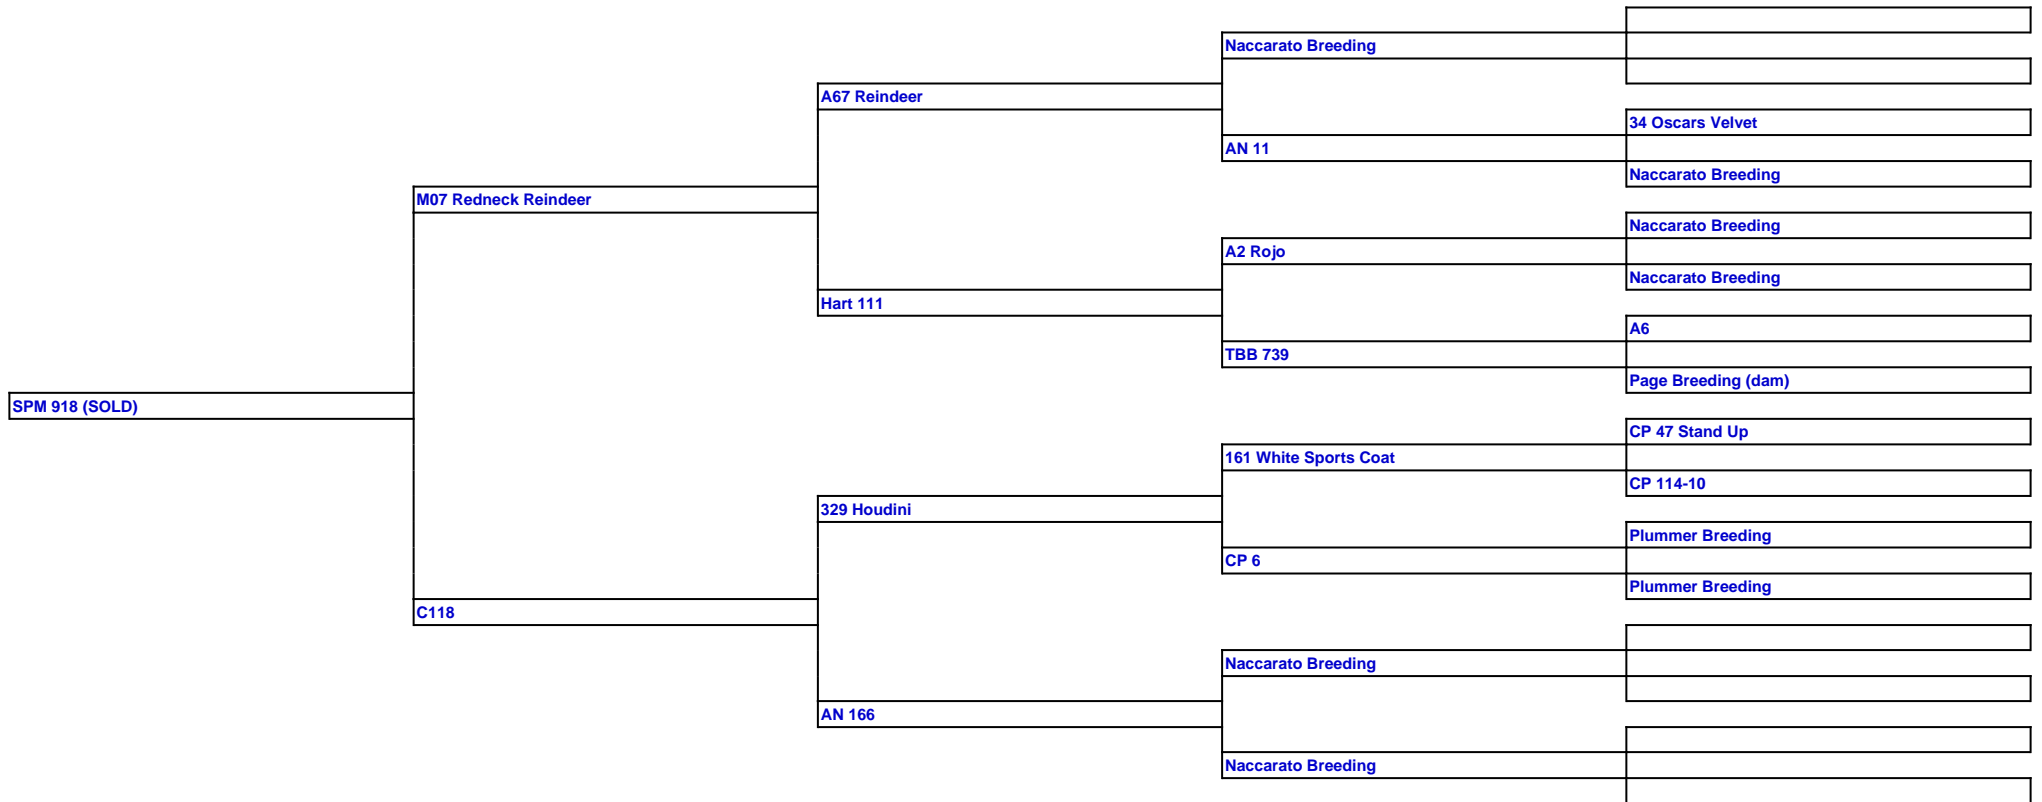 Naccarato Breeding
A67 Reindeer
34 Oscars Velvet
AN 11
Naccarato Breeding
M07 Redneck Reindeer
Naccarato Breeding
A2 Rojo
Naccarato Breeding
Hart 111
A6
TBB 739
Page Breeding (dam)
SPM 918 (SOLD)
CP 47 Stand Up
161 White Sports Coat
CP 114-10
329 Houdini
Plummer Breeding
CP 6
Plummer Breeding
C118
Naccarato Breeding
AN 166
Naccarato Breeding